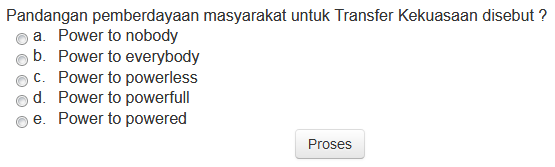 Pandangan pemberdayaan masyarakat untuk Transfer Kekuasaan disebut ?
a. Power to nobody
b. Power to everybody
c. Power to powerless
d. Power to powerfull
e. Power to powered
Proses